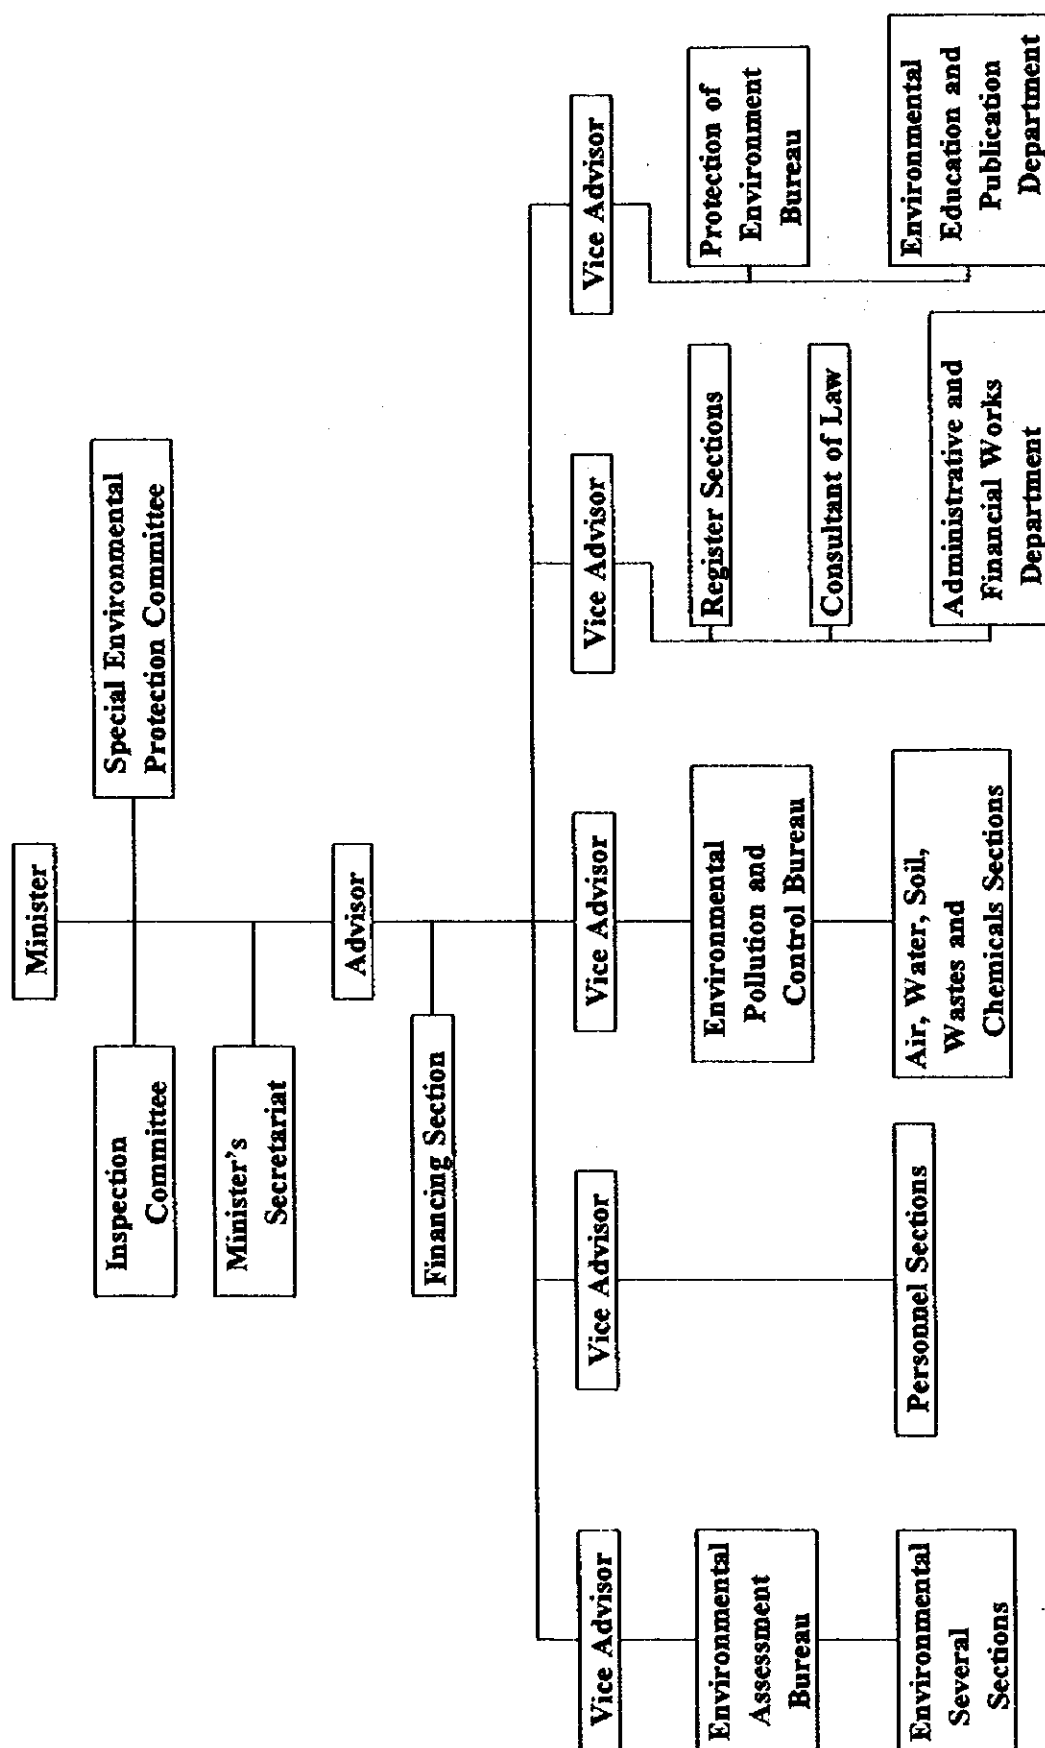 Minister
Special Environmental
Protection Committee
Inspection
Committee
Minister's
Secretariat
Advisor
Financing Section
Vice Advisor
Vice Advisor
Vice Advisor
Vice Advisor
Vice Advisor
Environmental
Assessment
Bureau
Environmental
Pollution and
Control Bureau
Register Sections
Protection of
Environment
Bureau
Consultant of Law
Environmental
Several
Sections
Personnel Sections
Air, Water, Soil,
Wastes and
Chemicals Sections
Administrative and
Financial Works
Department
Environmental
Education and
Publication
Department